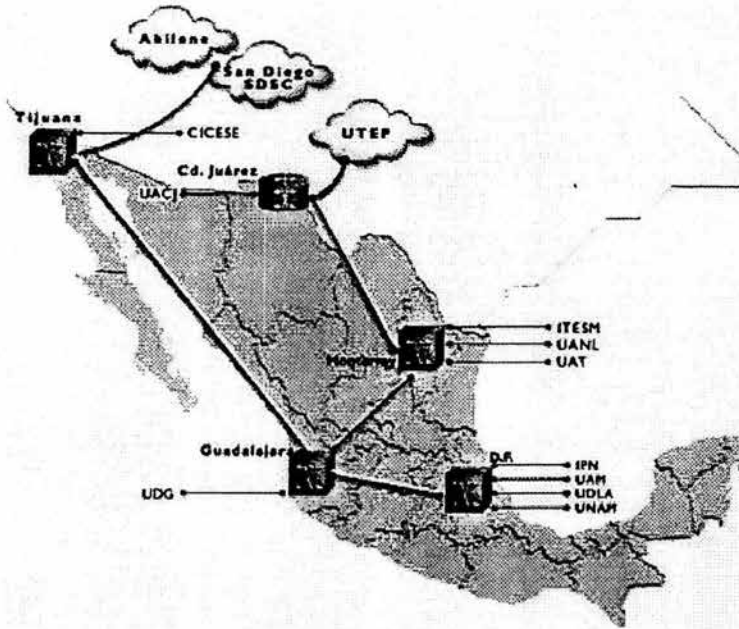 Abilene
San Diego
SDSC
Tijuana
CICESE
UTEP
Cd. Juárez
UACJ
ITESM
Monterrey
UANL
UAT
Guadalajara
D.F.
IPN
UAM
UDG
UDLA
UNAM